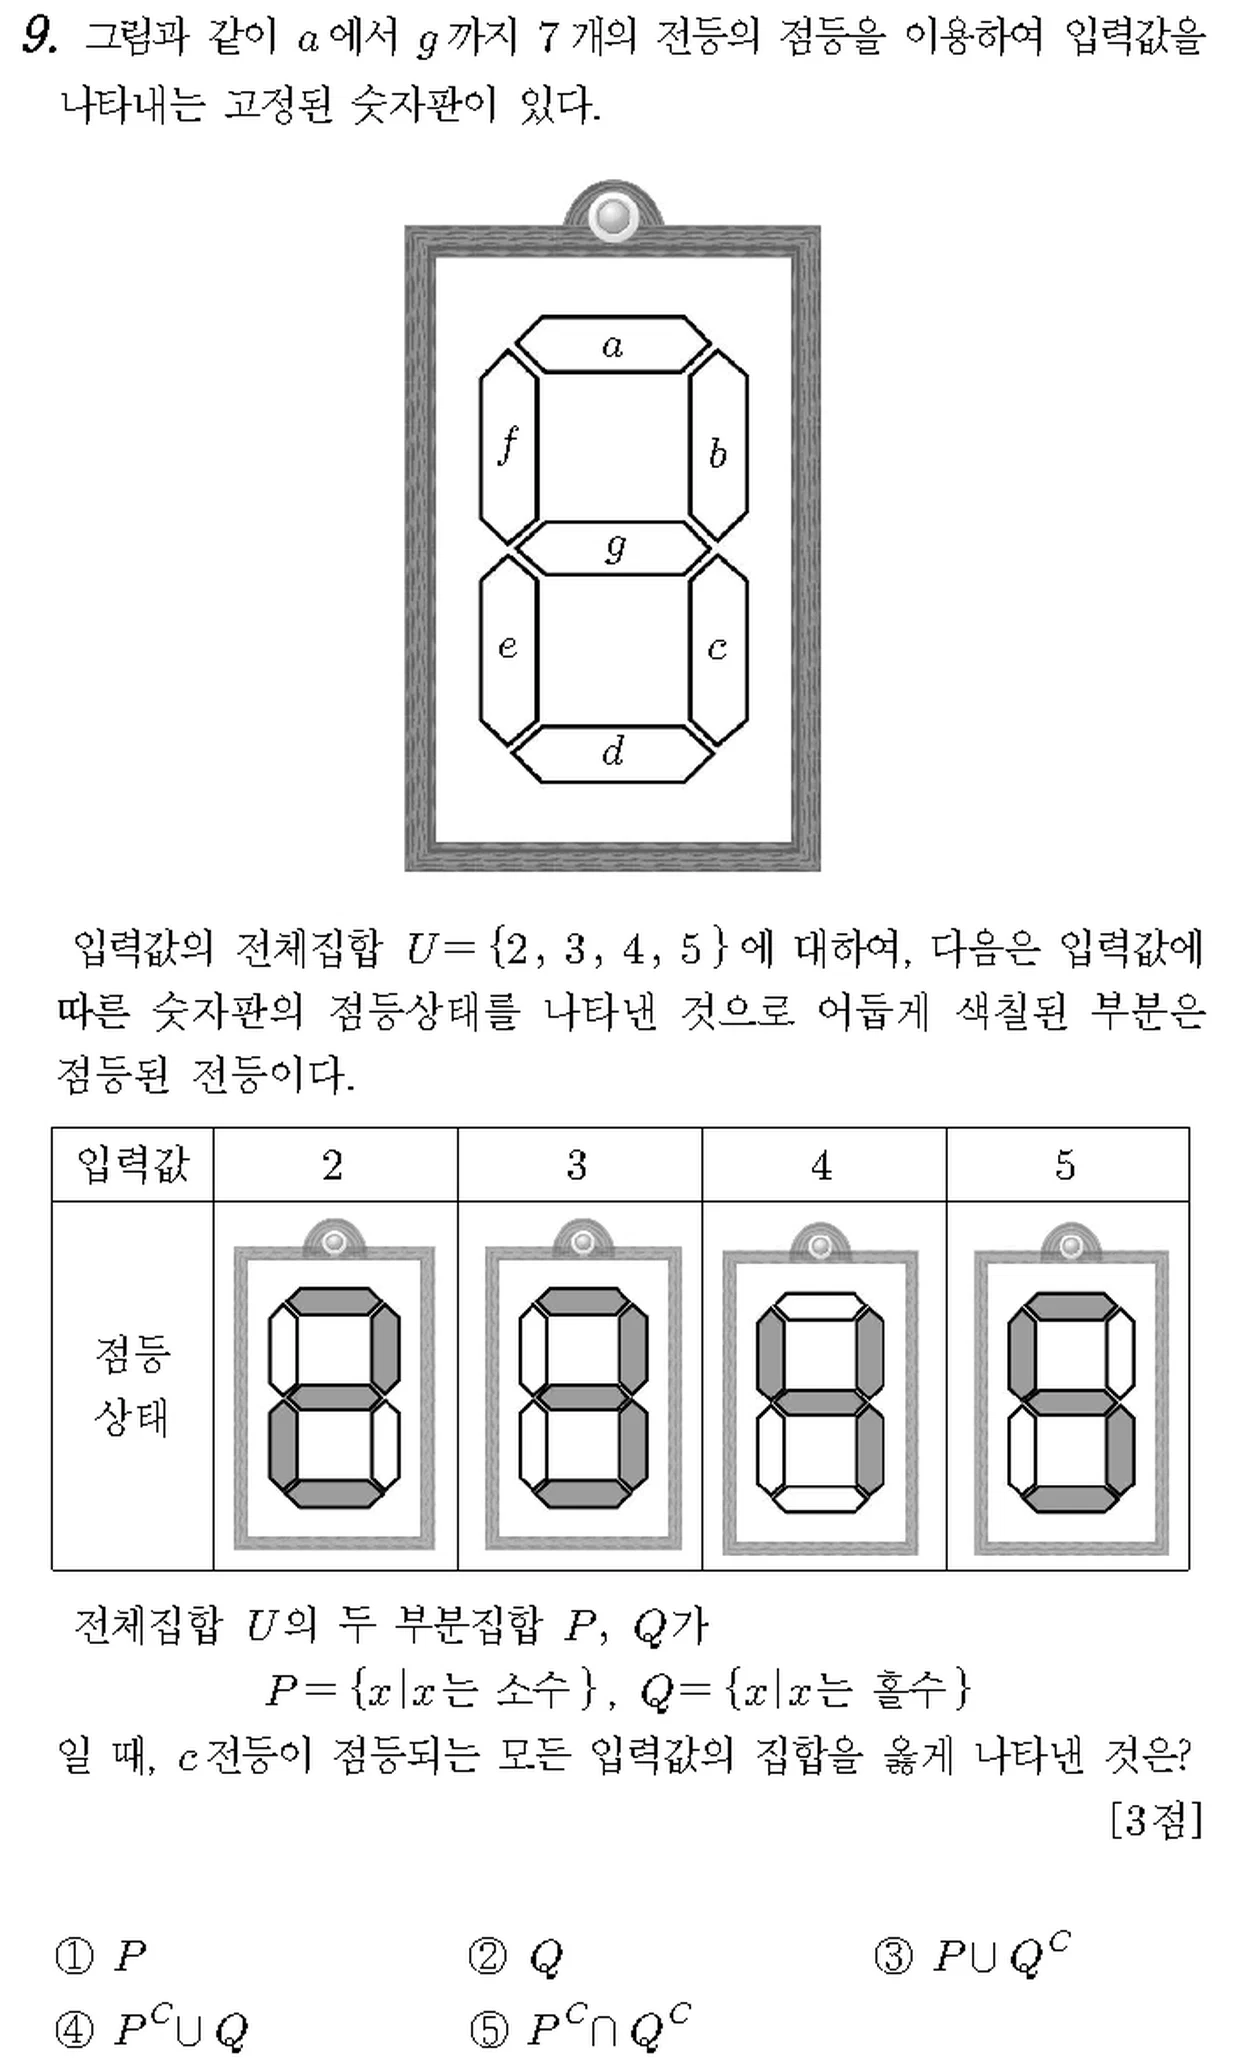 9. 그림과 같이 a에서 g까지 7개의 전등의 점등을 이용하여 입력값을
나타내는 고정된 숫자판이 있다.
a
f
b
g
e
c
d
입력값의 전체집합 U={2, 3, 4, 5}에 대하여, 다음은 입력값에
따른 숫자판의 점등상태를 나타낸 것으로 어둡게 색칠된 부분은
점등된 전등이다.
입력값 2 3 4 5
점등
상태
전체집합 U의 두 부분집합 P, Q가
P={x|x는 소수}, Q={x|x는 홀수}
일 때, c전등이 점등되는 모든 입력값의 집합을 옳게 나타낸 것은?
[3점]
① P ② Q ③ P∪Q^C
④ P^C∪Q ⑤ P^C∩Q^C